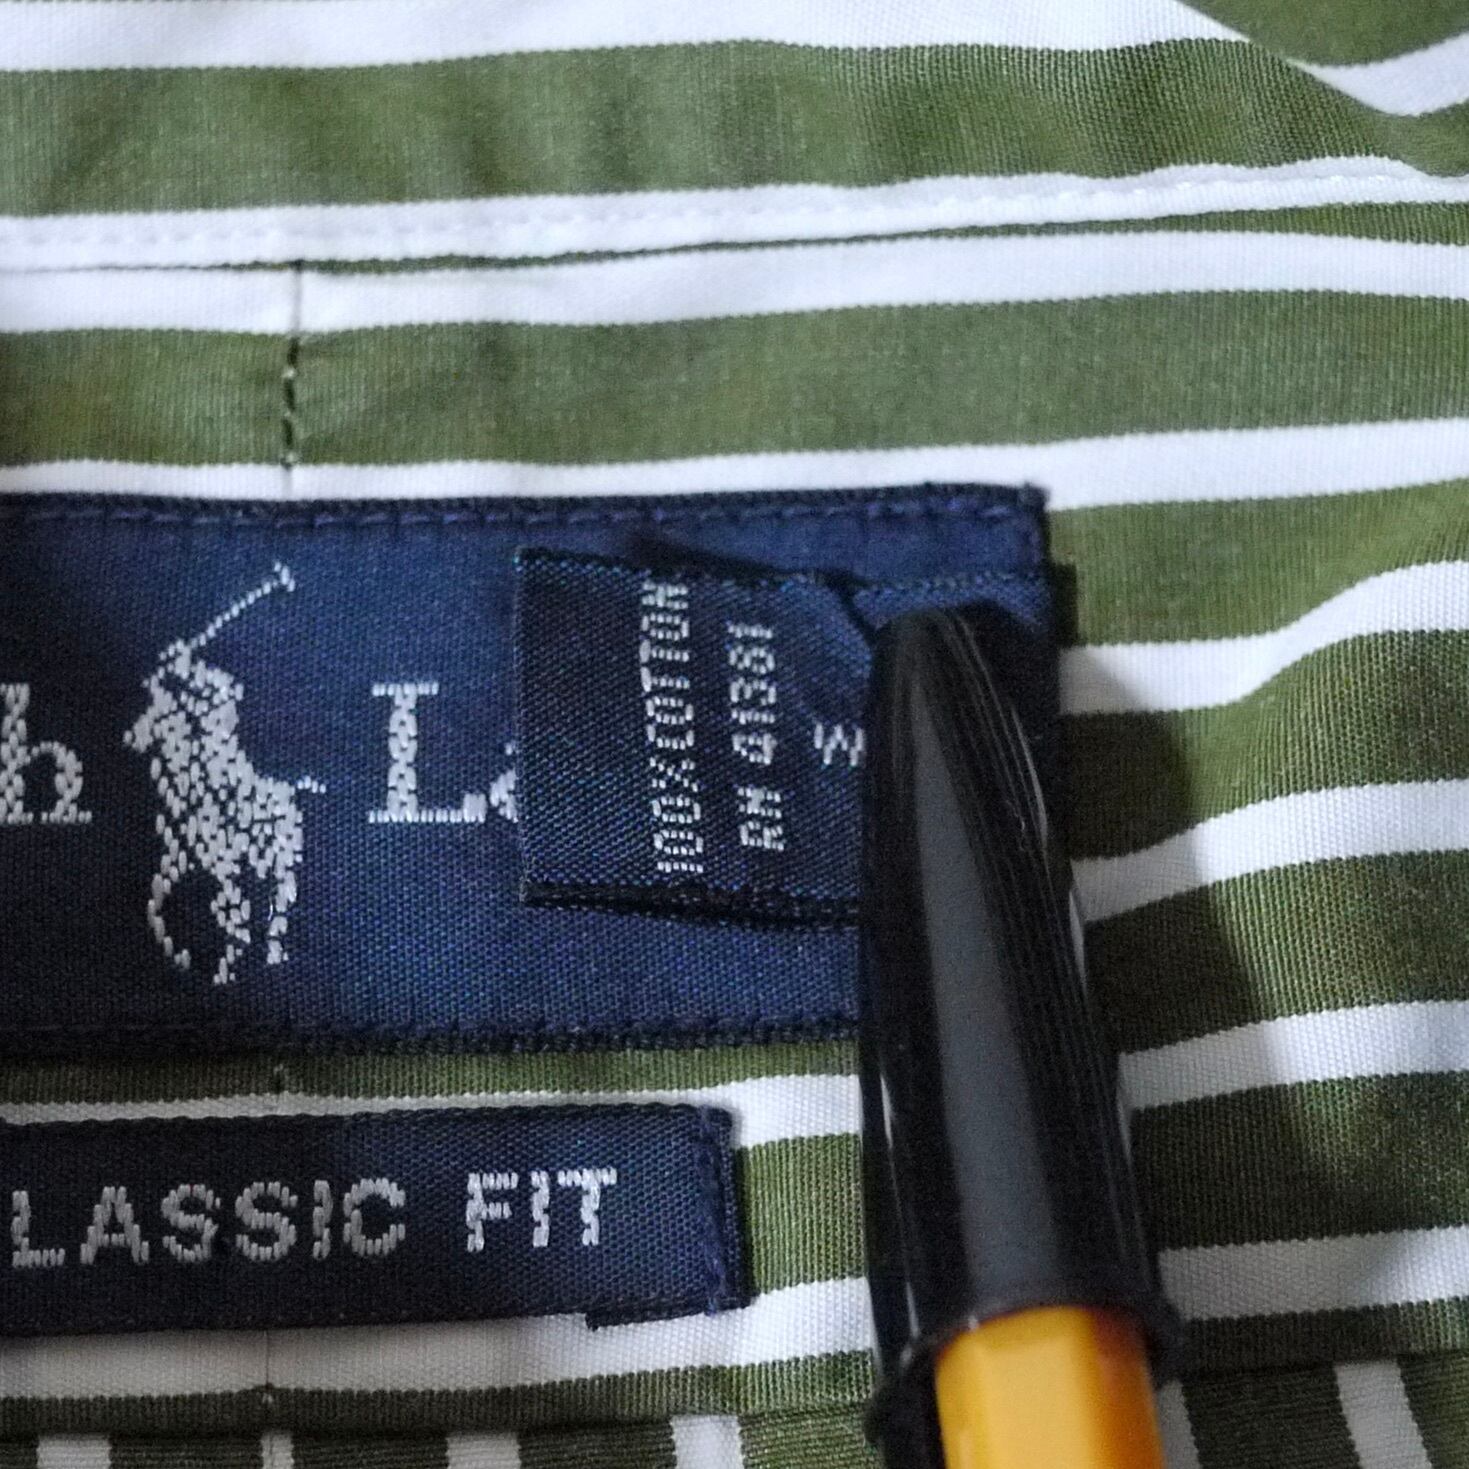 h L
100% COTTON
RN 41381
LASSIC FIT